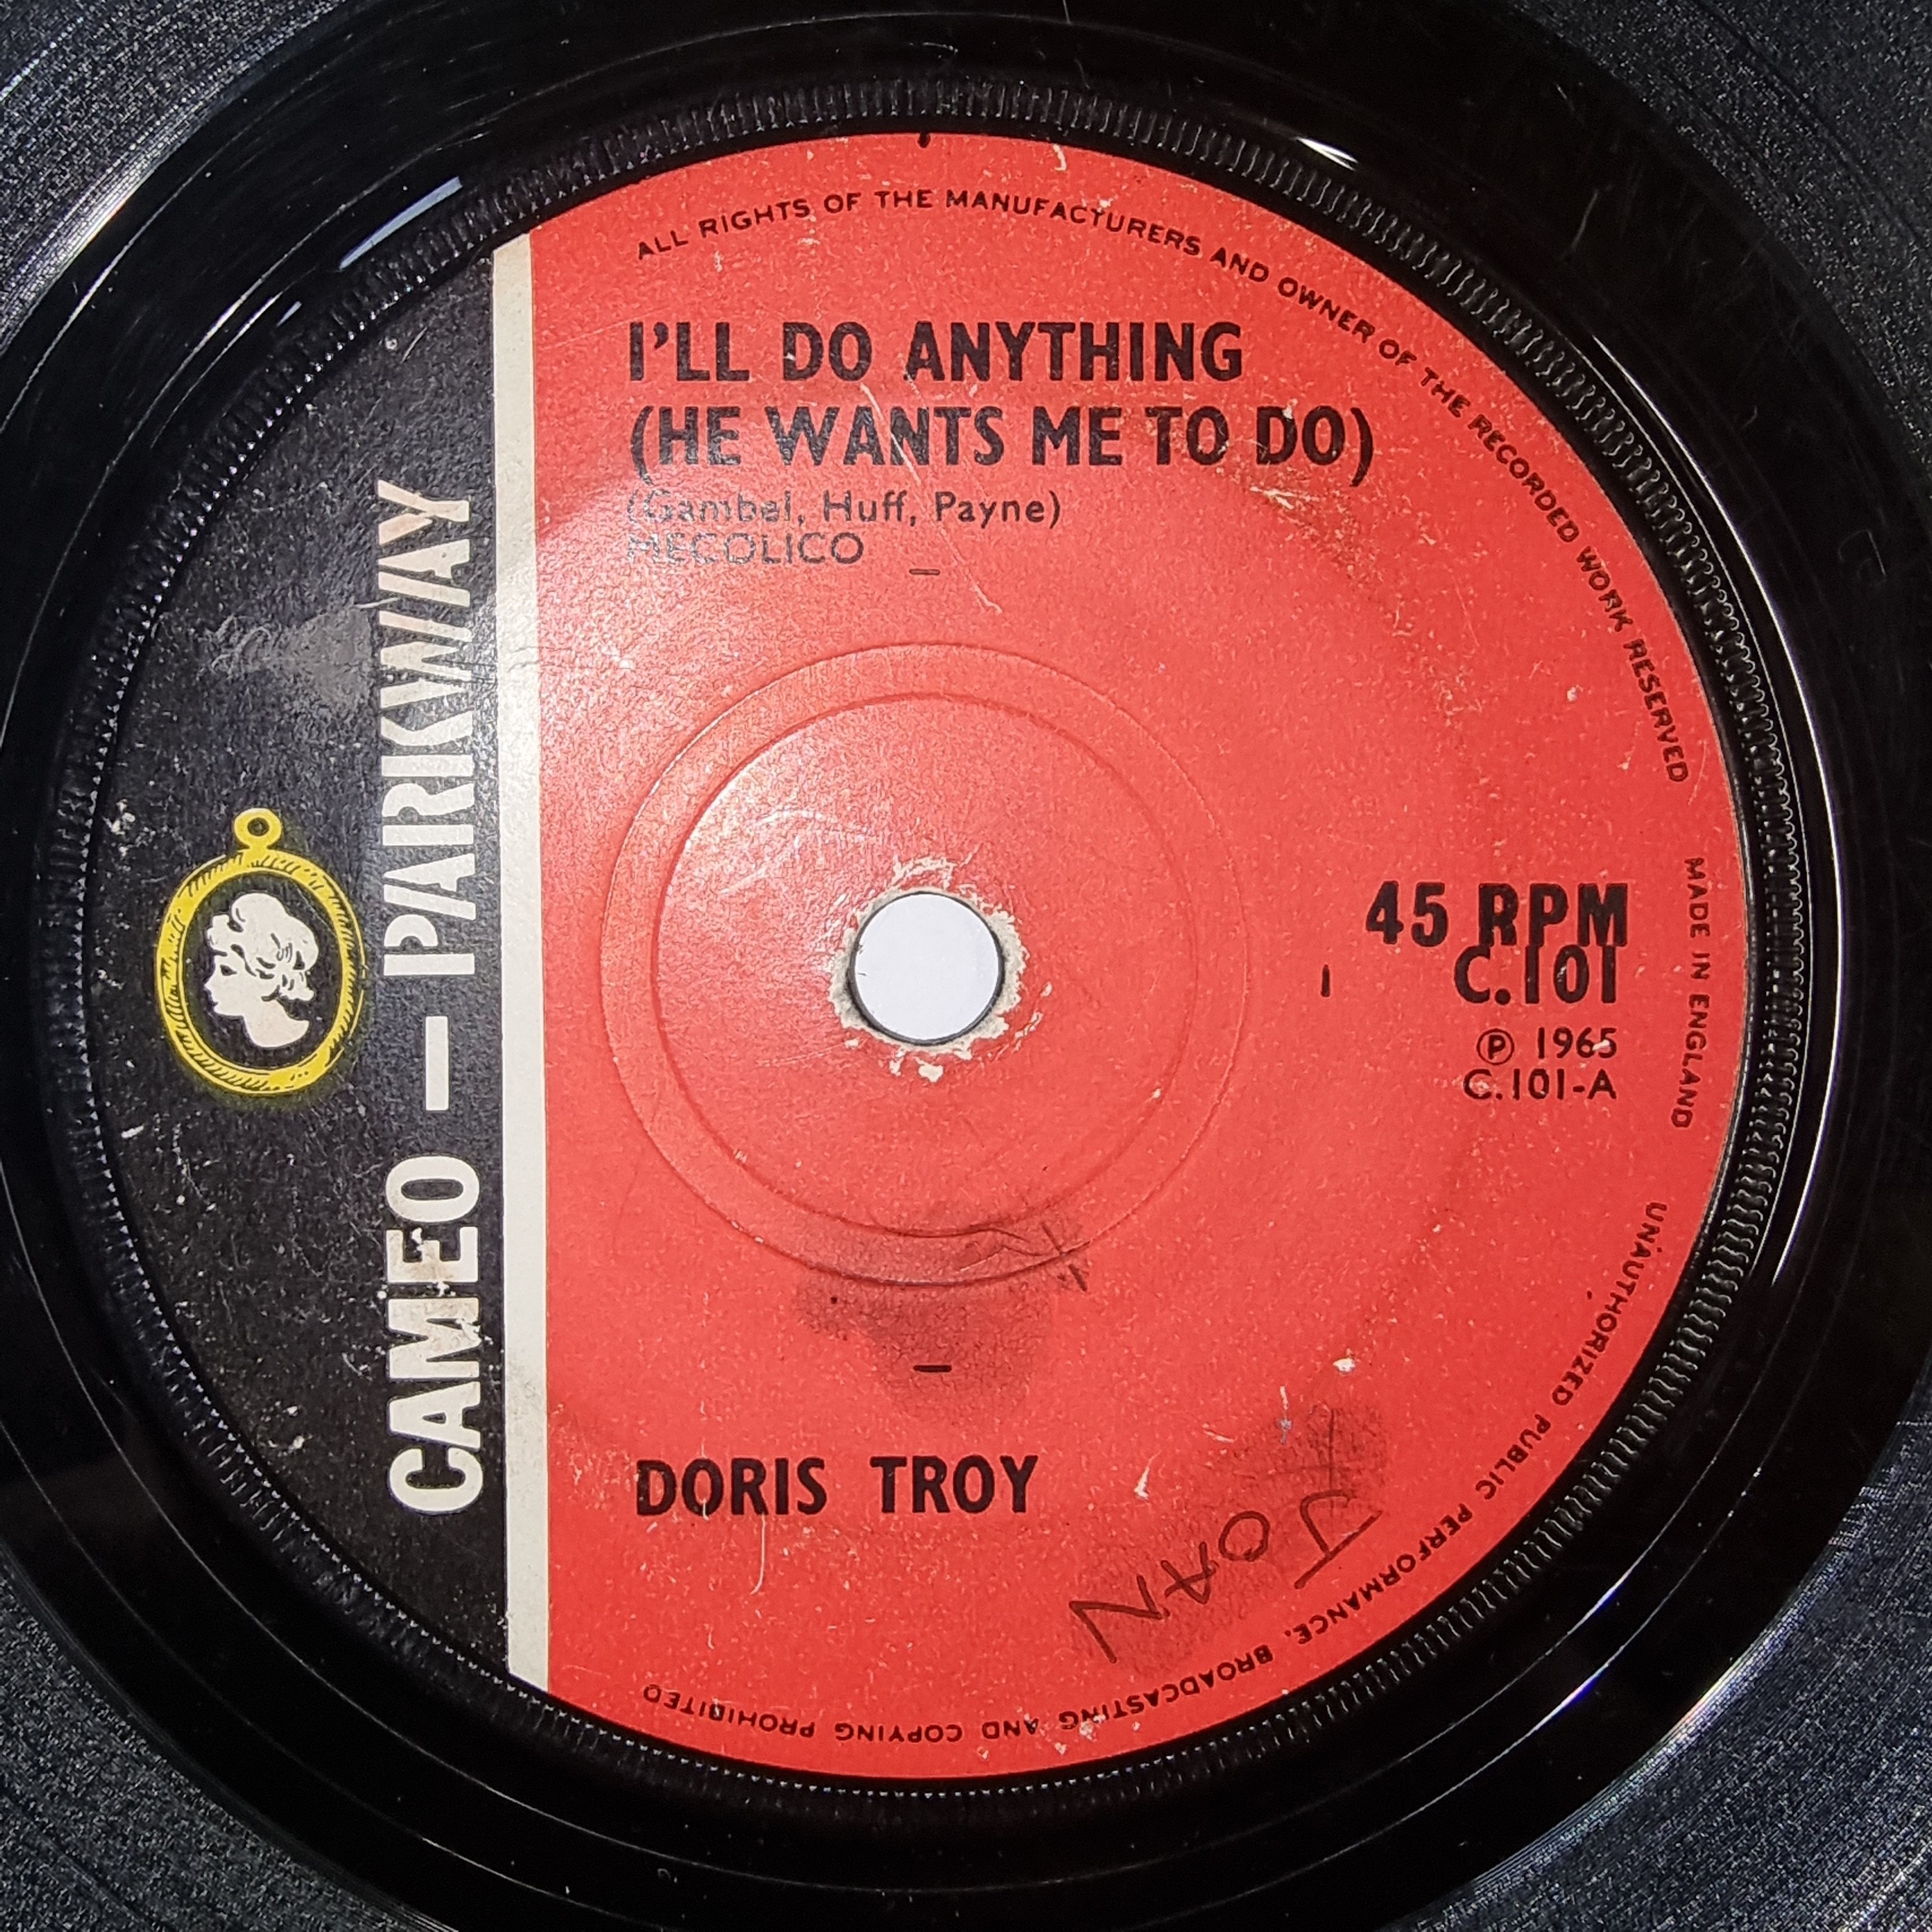 ALL RIGHTS OF THE MANUFACTURERS AND OWNER OF THE RECORDED WORK RESERVED
MADE IN ENGLAND
UNAUTHORIZED PUBLIC PERFORMANCE, BROADCASTING AND COPYING PROHIBITED
CAMEO – PARKWAY
I'LL DO ANYTHING
(HE WANTS ME TO DO)
(Gambel, Huff, Payne)
MECOLICO
45 RPM
C.101
℗ 1965
C.101-A
DORIS TROY
JOAN